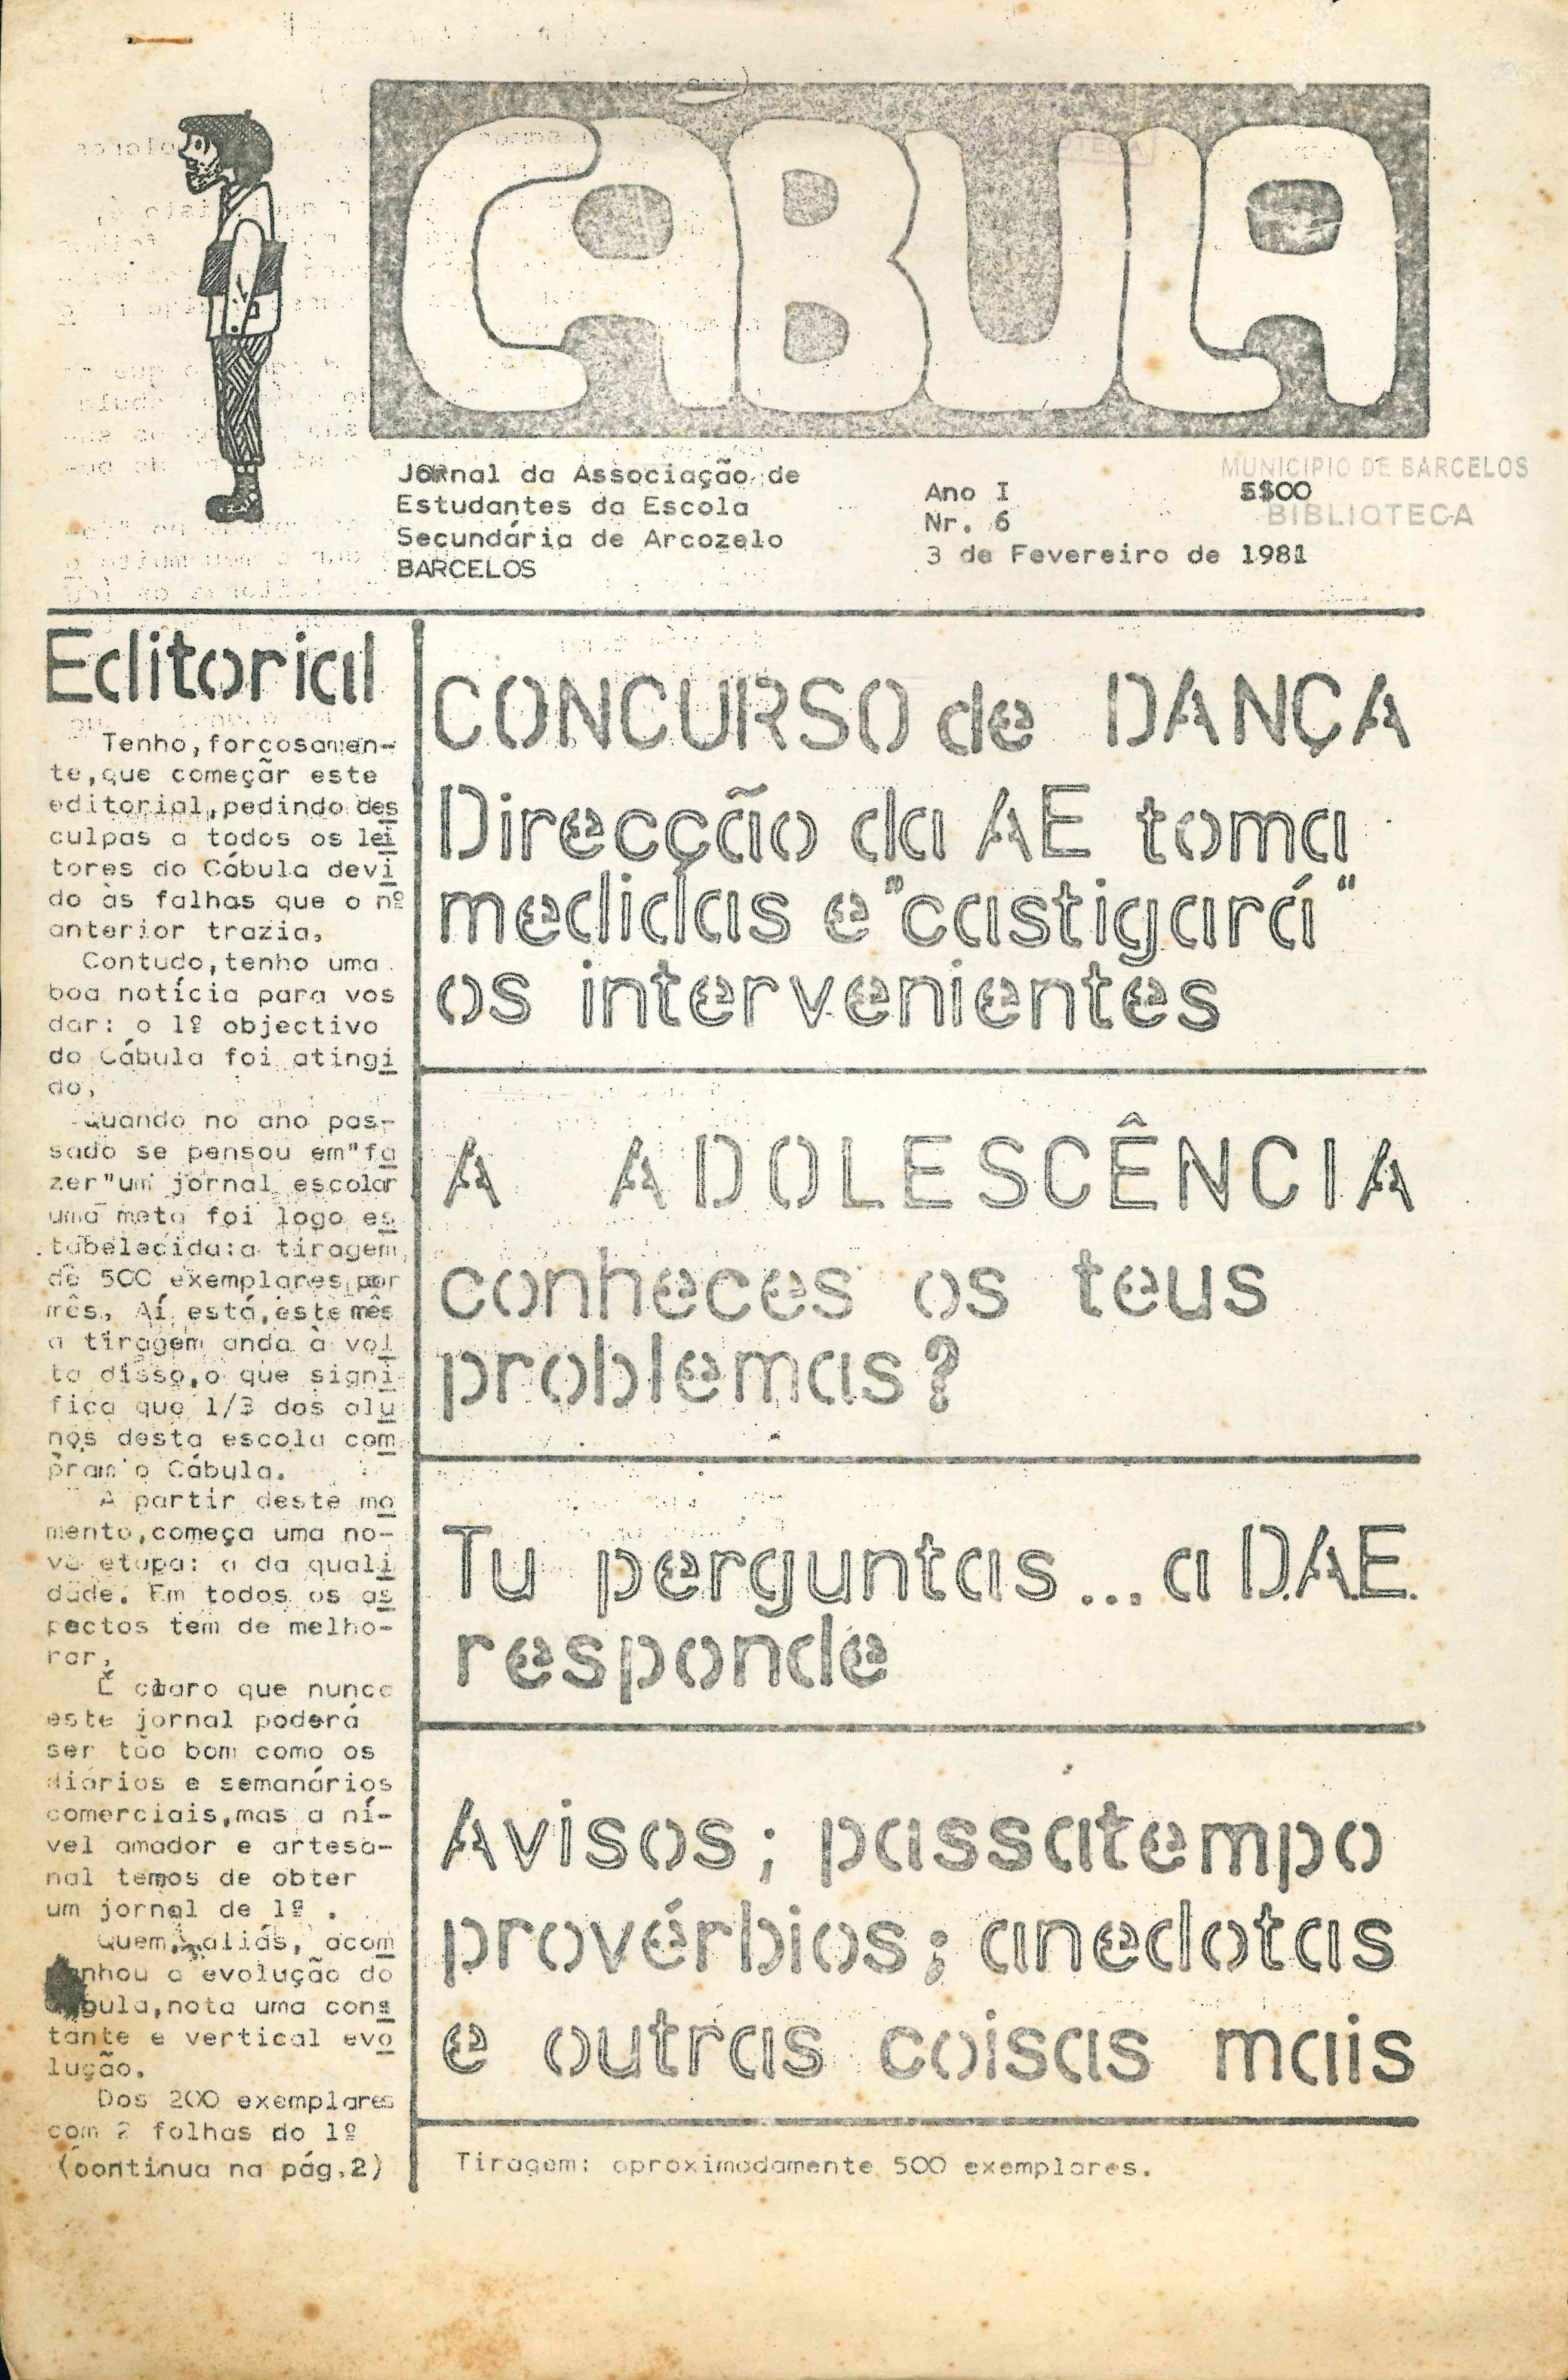 CABULA
Jornal da Associação de
Estudantes da Escola
Secundária de Arcozelo
BARCELOS
Ano I
Nr. 6
3 de Fevereiro de 1981
5$00
MUNICIPIO DE BARCELOS
BIBLIOTECA
Editorial
Tenho,forçosamen-
te,que começãr este
editorial,pedindo des
culpas a todos os lei
tores do Cábula devi
do às falhas que o nº
anterior trazia.
Contudo,tenho uma
boa notícia para vos
dar: o 1º objectivo
do Cábula foi atingi
do.
Quando no ano pas-
sado se pensou em"fa
zer"um jornal escolar
uma meta foi logo es
tabelecida:a tiragem
de 500 exemplares por
mês. Aí está,este mês
a tiragem anda à vol
ta disso,o que signi
fica que 1/3 dos alu
nos desta escola com
pram o Cábula.
A partir deste mo
mento,começa uma no-
va etapa: a da quali
dade. Em todos os as
pectos tem de melho-
rar.
É claro que nunca
este jornal poderá
ser tão bom como os
diários e semanários
comerciais,mas a ní-
vel amador e artesa-
nal temos de obter
um jornal de 1º .
Quem, aliás, acom
nhou a evolução do
bula,nota uma cons
tante e vertical evo
lução.
Dos 200 exemplares
com 2 folhas do 1º
(continua na pág.2)
CONCURSO de DANÇA
Direcção da AE toma
medidas e "castigará"
os intervenientes
A ADOLESCÊNCIA
conheces os teus
problemas?
Tu perguntas... a D.A.E.
responde
Avisos; passatempo
provérbios; anedotas
e outras coisas mais
Tiragem: aproximadamente 500 exemplares.